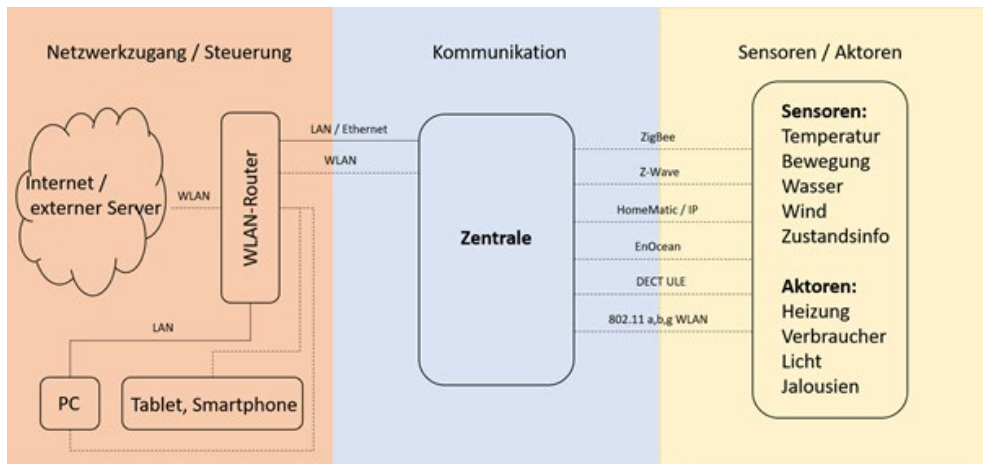 Netzwerkzugang / Steuerung
Kommunikation
Sensoren / Aktoren
Internet /
externer Server
WLAN
WLAN-Router
LAN / Ethernet
WLAN
LAN
PC
Tablet, Smartphone
Zentrale
ZigBee
Z-Wave
HomeMatic / IP
EnOcean
DECT ULE
802.11 a,b,g WLAN
Sensoren:
Temperatur
Bewegung
Wasser
Wind
Zustandsinfo
Aktoren:
Heizung
Verbraucher
Licht
Jalousien